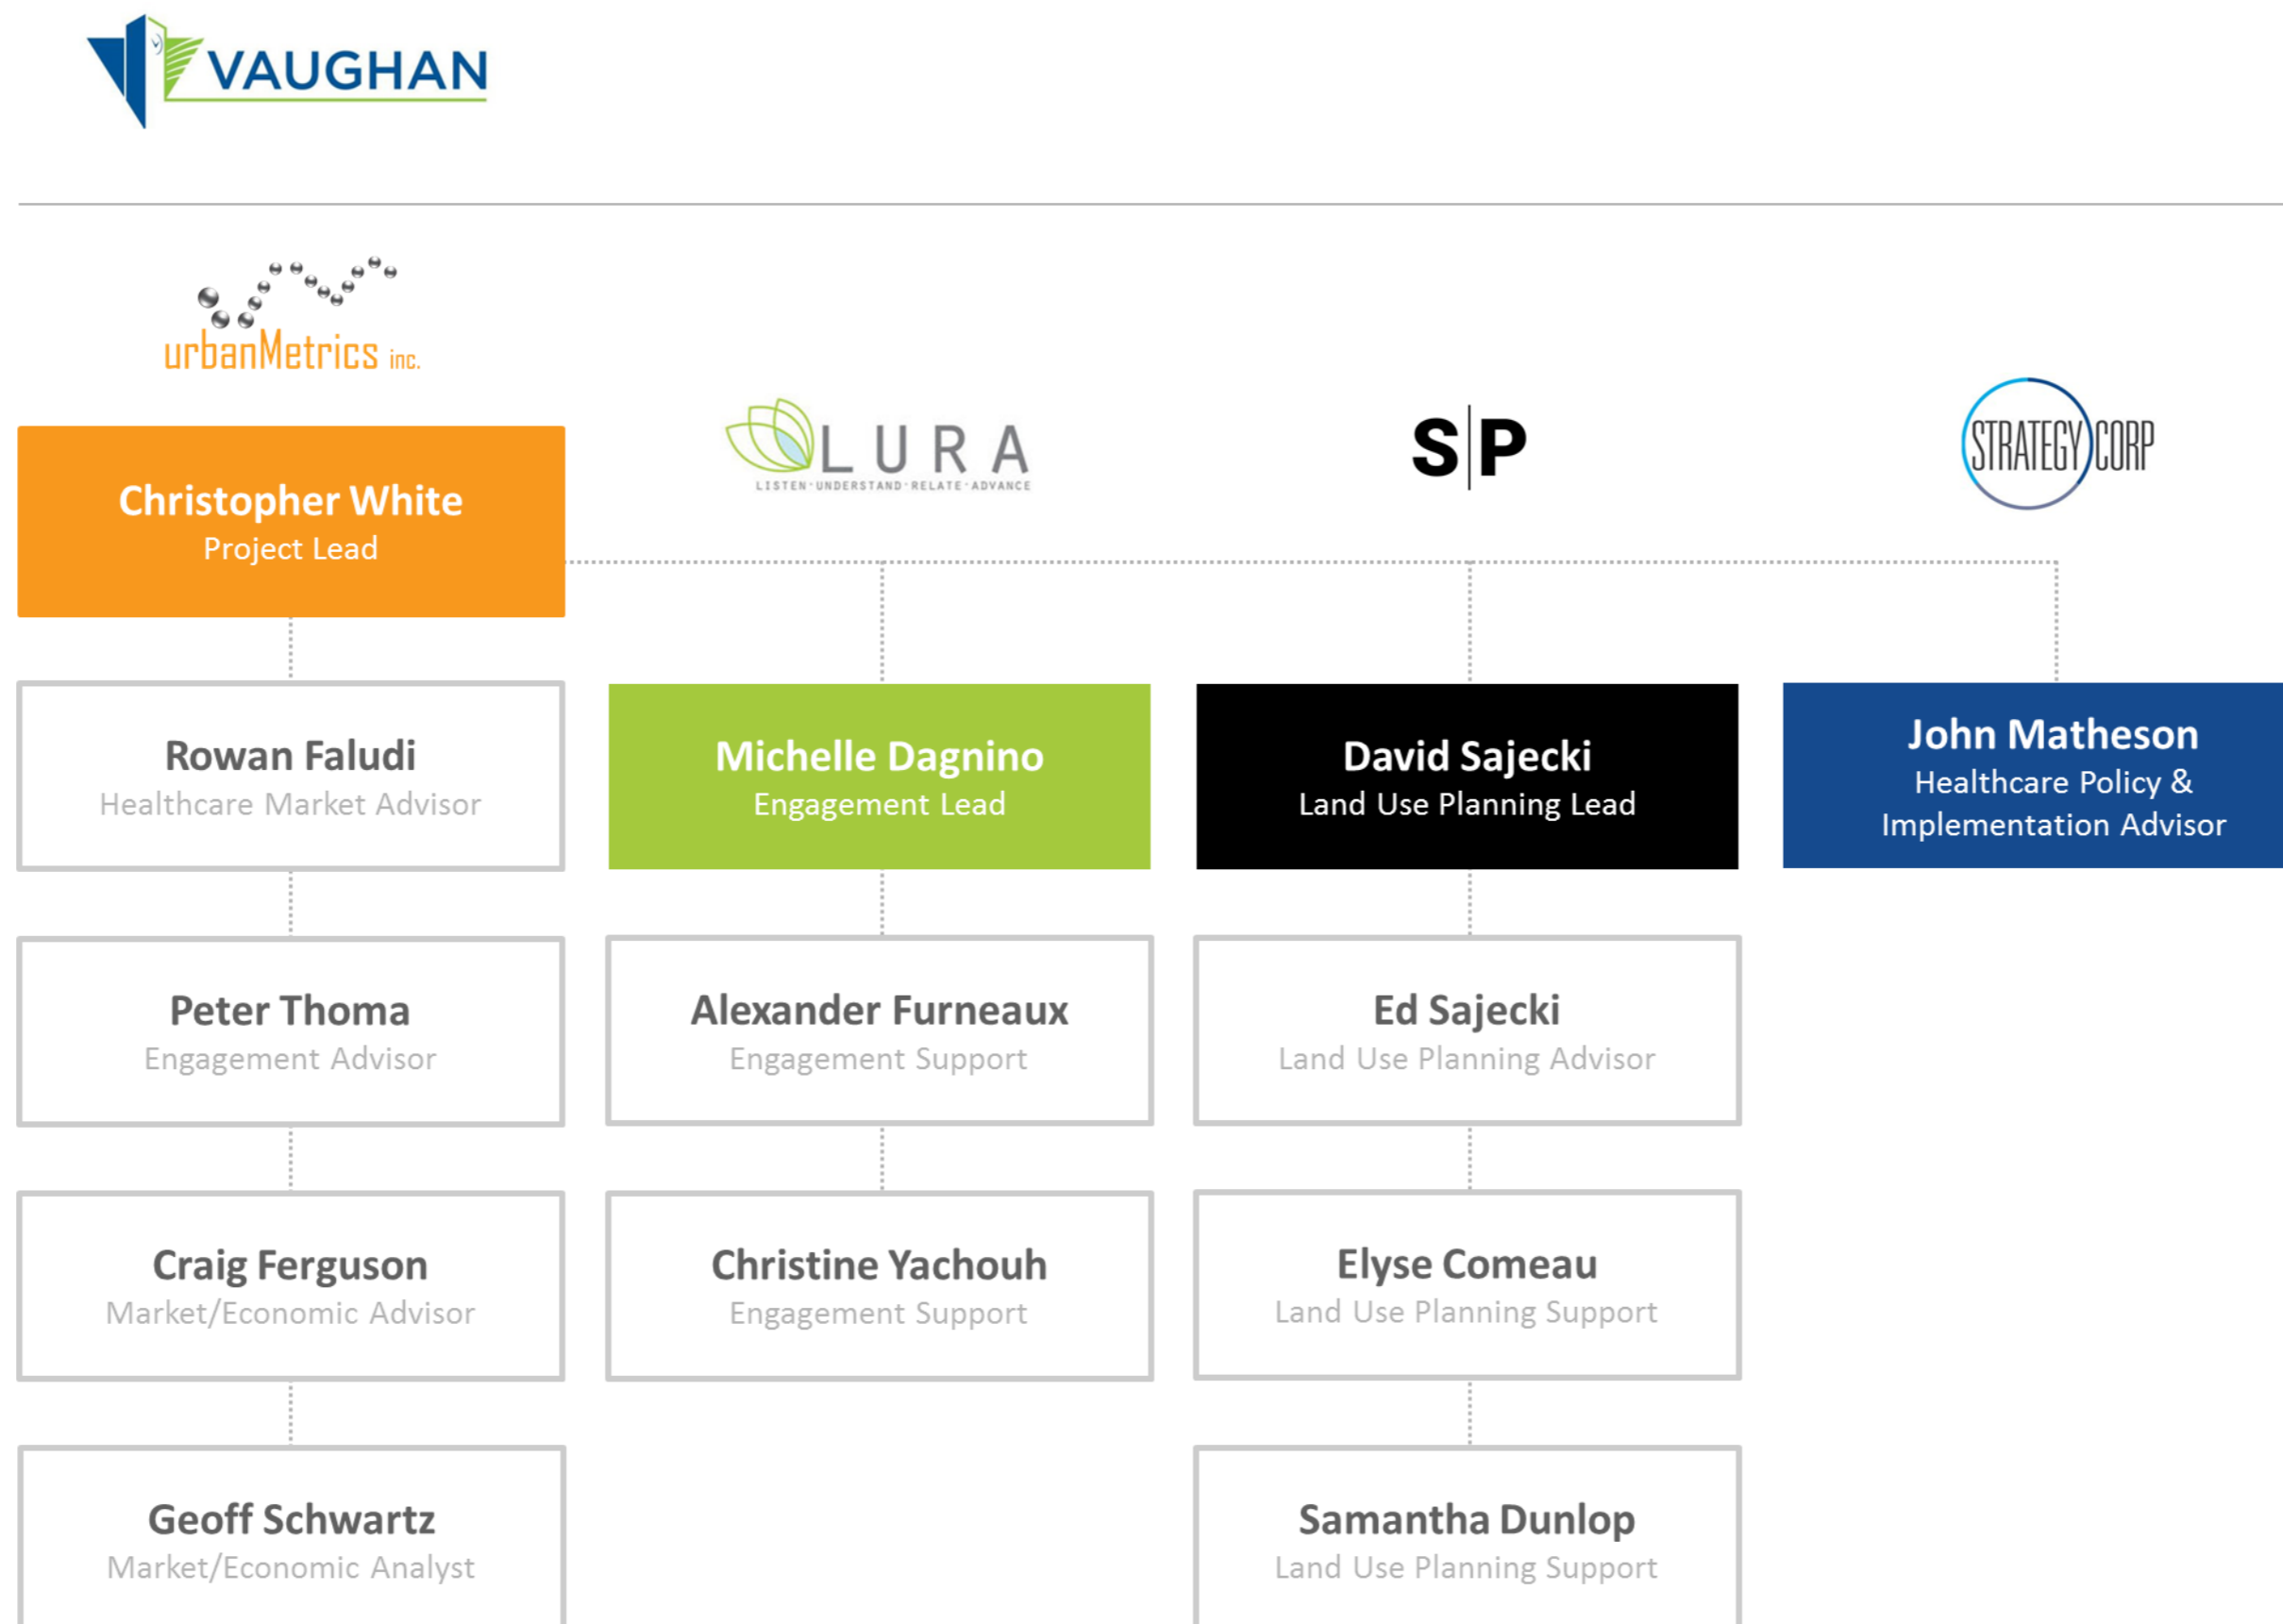 VAUGHAN
urbanMetrics inc.
Christopher White
Project Lead
Rowan Faludi
Healthcare Market Advisor
Peter Thoma
Engagement Advisor
Craig Ferguson
Market/Economic Advisor
Geoff Schwartz
Market/Economic Analyst
LURA
LISTEN·UNDERSTAND·RELATE·ADVANCE
Michelle Dagnino
Engagement Lead
Alexander Furneaux
Engagement Support
Christine Yachouh
Engagement Support
S|P
David Sajecki
Land Use Planning Lead
Ed Sajecki
Land Use Planning Advisor
Elyse Comeau
Land Use Planning Support
Samantha Dunlop
Land Use Planning Support
STRATEGY CORP
John Matheson
Healthcare Policy &
Implementation Advisor